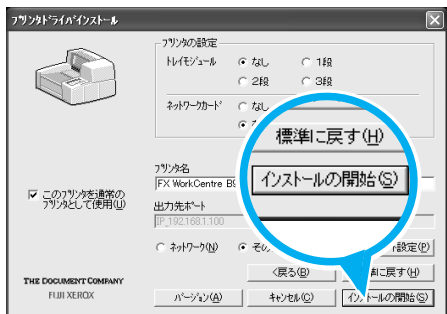 プリンタドライバインストール
プリンタの設定
トレイモジュール なし 1段
2段 3段
ネットワークカード なし
標準に戻す(H)
インストールの開始(S)
プリンタ名
FX WorkCentre B9
このプリンタを通常の
プリンタとして使用(U)
出力先ポート
IP_192.168.1.100
ネットワーク(N) その 設定(P)
<戻る(B) 準に戻す(H)
THE DOCUMENT COMPANY
FUJI XEROX
バージョン(A) キャンセル(C) インストールの開始(S)